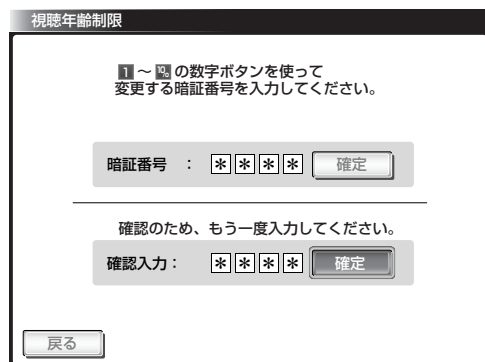 視聴年齢制限
1 ～ 10 の数字ボタンを使って
変更する暗証番号を入力してください。
暗証番号 ： ＊＊＊＊ 確定
確認のため、もう一度入力してください。
確認入力： ＊＊＊＊ 確定
戻る